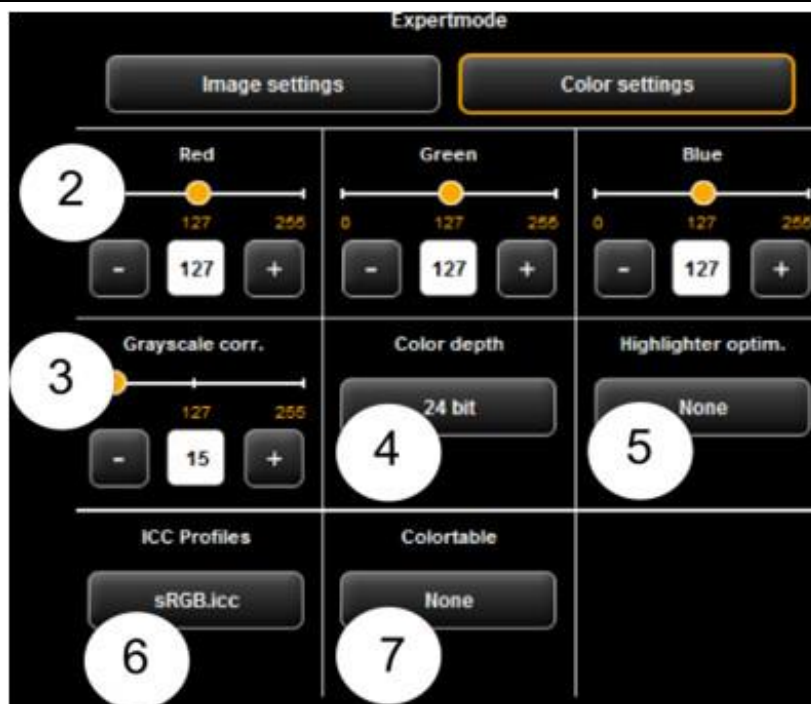 Expertmode
Image settings
Color settings
Red
Green
Blue
2
127 255
0 127 255
0 127 255
- 127 +
- 127 +
- 127 +
Grayscale corr.
Color depth
Highlighter optim.
3
127 255
24 bit
None
4
5
- 15 +
ICC Profiles
Colortable
sRGB.icc
None
6
7